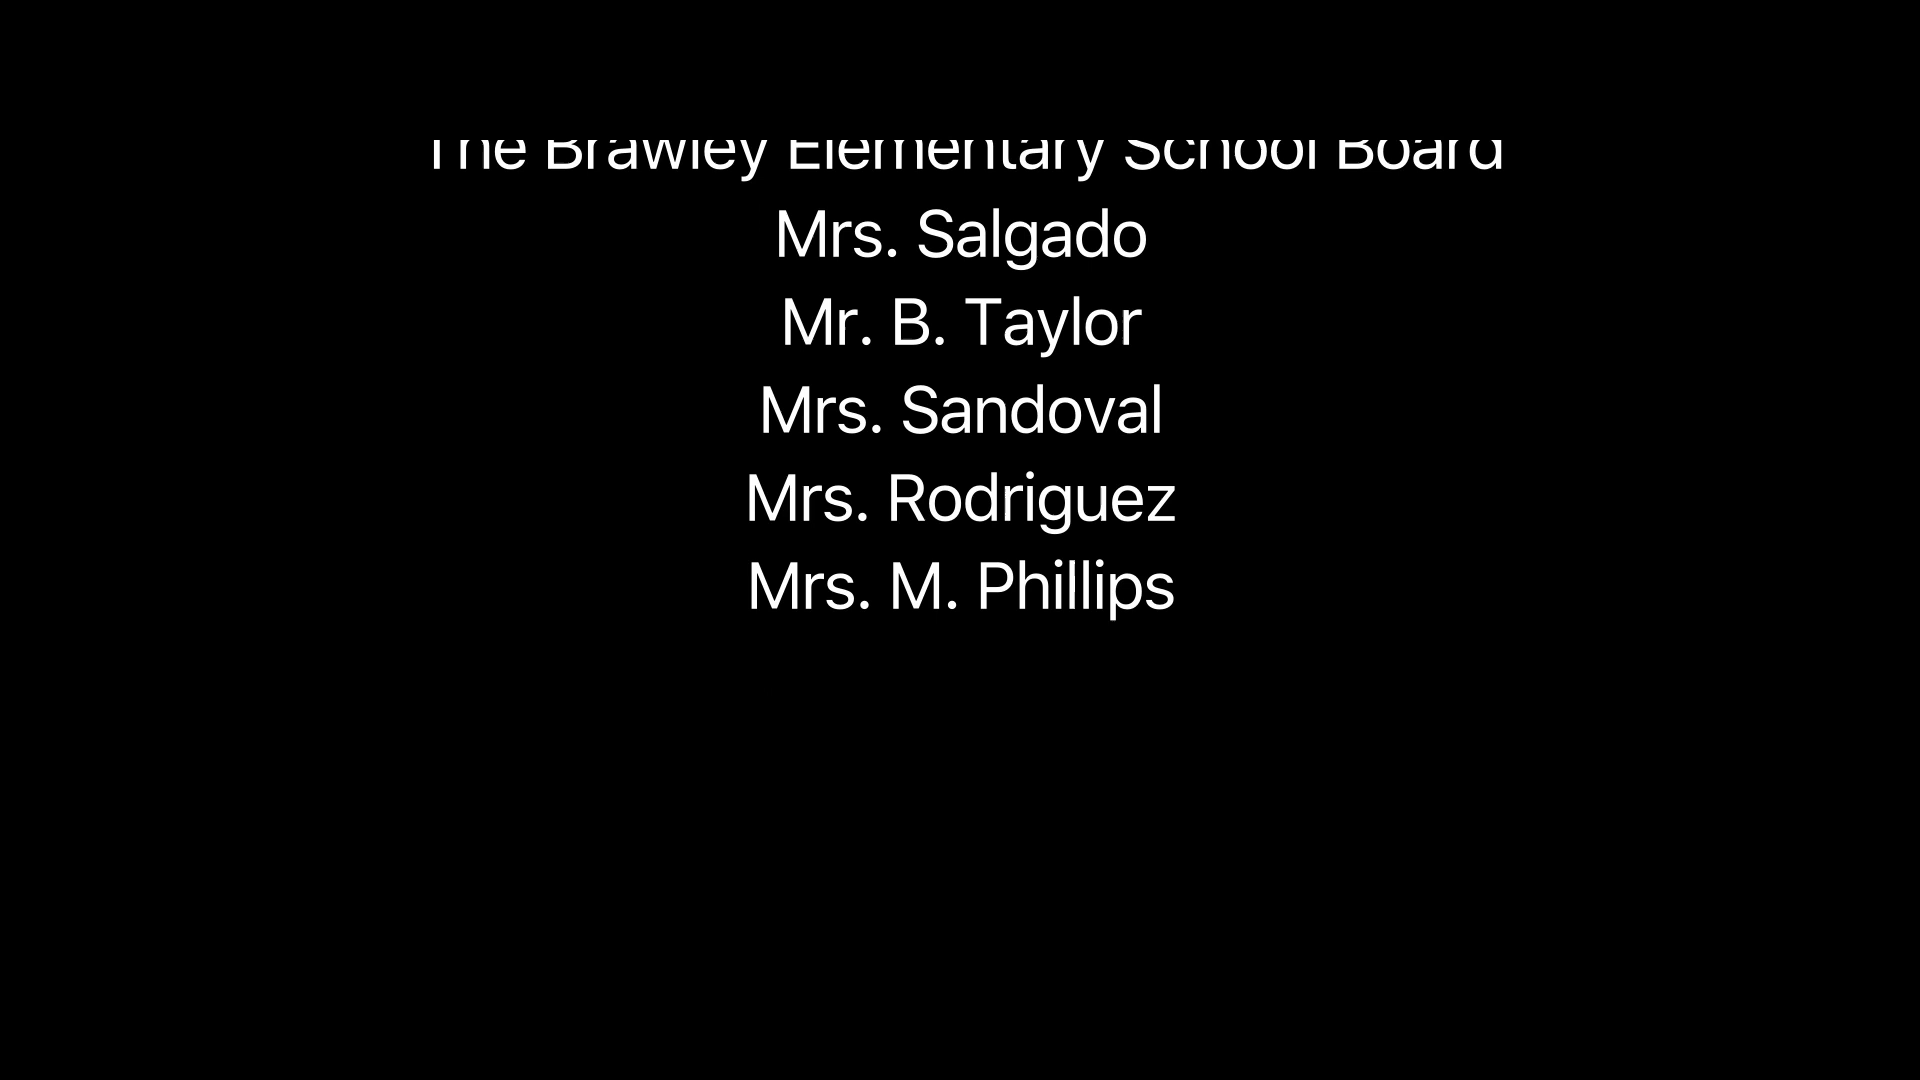 The Brawley Elementary School Board
Mrs. Salgado
Mr. B. Taylor
Mrs. Sandoval
Mrs. Rodriguez
Mrs. M. Phillips